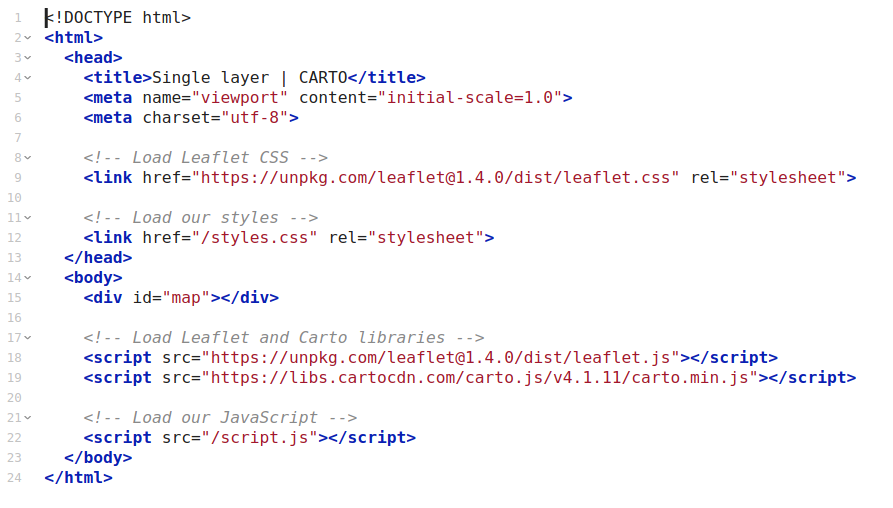 1 <!DOCTYPE html>
2 <html>
3   <head>
4     <title>Single layer | CARTO</title>
5     <meta name="viewport" content="initial-scale=1.0">
6     <meta charset="utf-8">
7
8     <!-- Load Leaflet CSS -->
9     <link href="https://unpkg.com/leaflet@1.4.0/dist/leaflet.css" rel="stylesheet">
10
11     <!-- Load our styles -->
12     <link href="/styles.css" rel="stylesheet">
13   </head>
14   <body>
15     <div id="map"></div>
16
17     <!-- Load Leaflet and Carto libraries -->
18     <script src="https://unpkg.com/leaflet@1.4.0/dist/leaflet.js"></script>
19     <script src="https://libs.cartocdn.com/carto.js/v4.1.11/carto.min.js"></script>
20
21     <!-- Load our JavaScript -->
22     <script src="/script.js"></script>
23   </body>
24 </html>